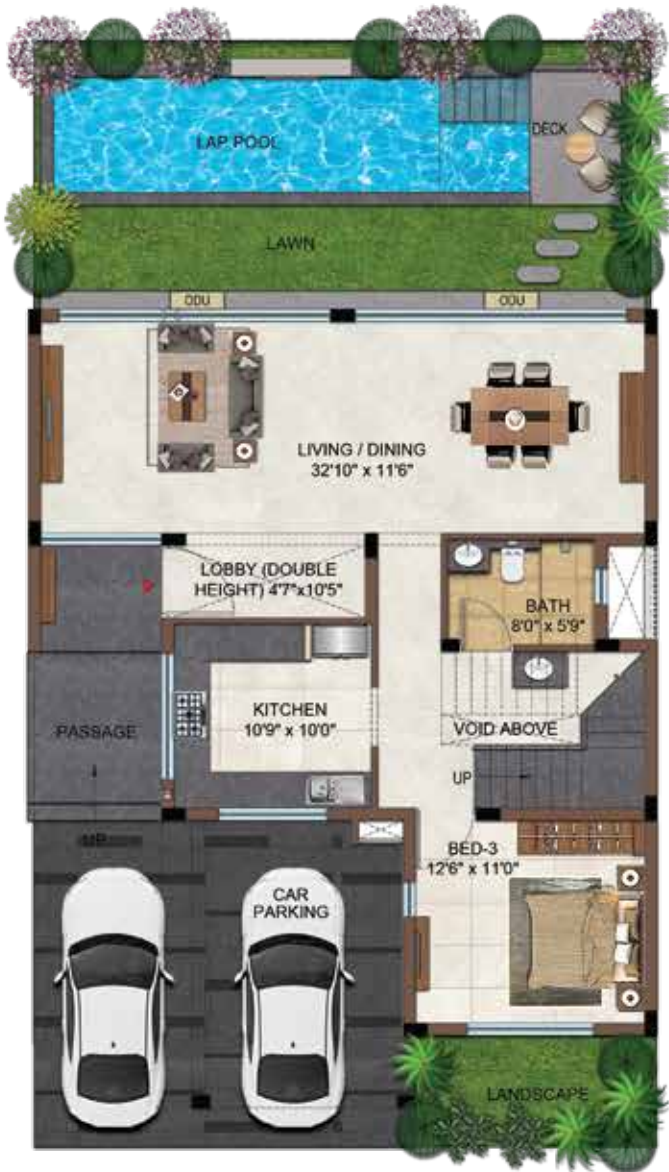 LAP POOL
DECK
LAWN
ODU
ODU
LIVING / DINING
32'10" x 11'6"
LOBBY (DOUBLE
HEIGHT) 4'7"x10'5"
BATH
8'0" x 5'9"
KITCHEN
10'9" x 10'0"
PASSAGE
VOID ABOVE
UP
UP
BED-3
12'6" x 11'0"
CAR
PARKING
LANDSCAPE